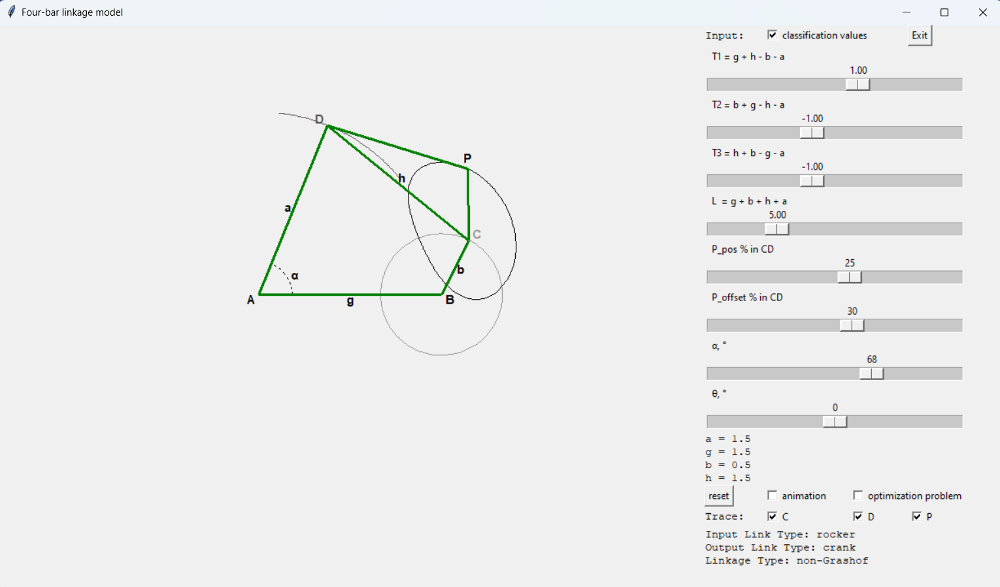 Four-bar linkage model
Input: classification values Exit
T1 = g + h - b - a
1.00
T2 = b + g - h - a
-1.00
T3 = h + b - g - a
-1.00
L = g + b + h + a
5.00
P_pos % in CD
25
P_offset % in CD
30
α, °
68
θ, °
0
a = 1.5
g = 1.5
b = 0.5
h = 1.5
reset animation optimization problem
Trace: C D P
Input Link Type: rocker
Output Link Type: crank
Linkage Type: non-Grashof
D
P
h
a
C
b
α
A
g
B